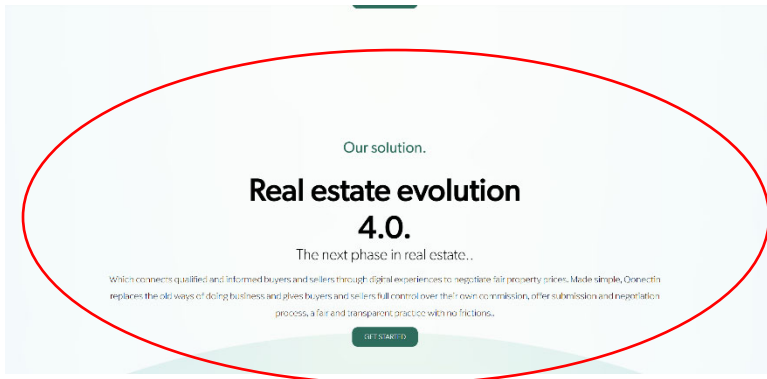 Our solution.
Real estate evolution
4.0.
The next phase in real estate..
Which connects qualified and informed buyers and sellers through digital experiences to negotiate fair property prices. Made simple, Qonectin
replaces the old ways of doing business and gives buyers and sellers full control over their own commission, offer submission and negotiation
process, a fair and transparent practice with no frictions..
GET STARTED